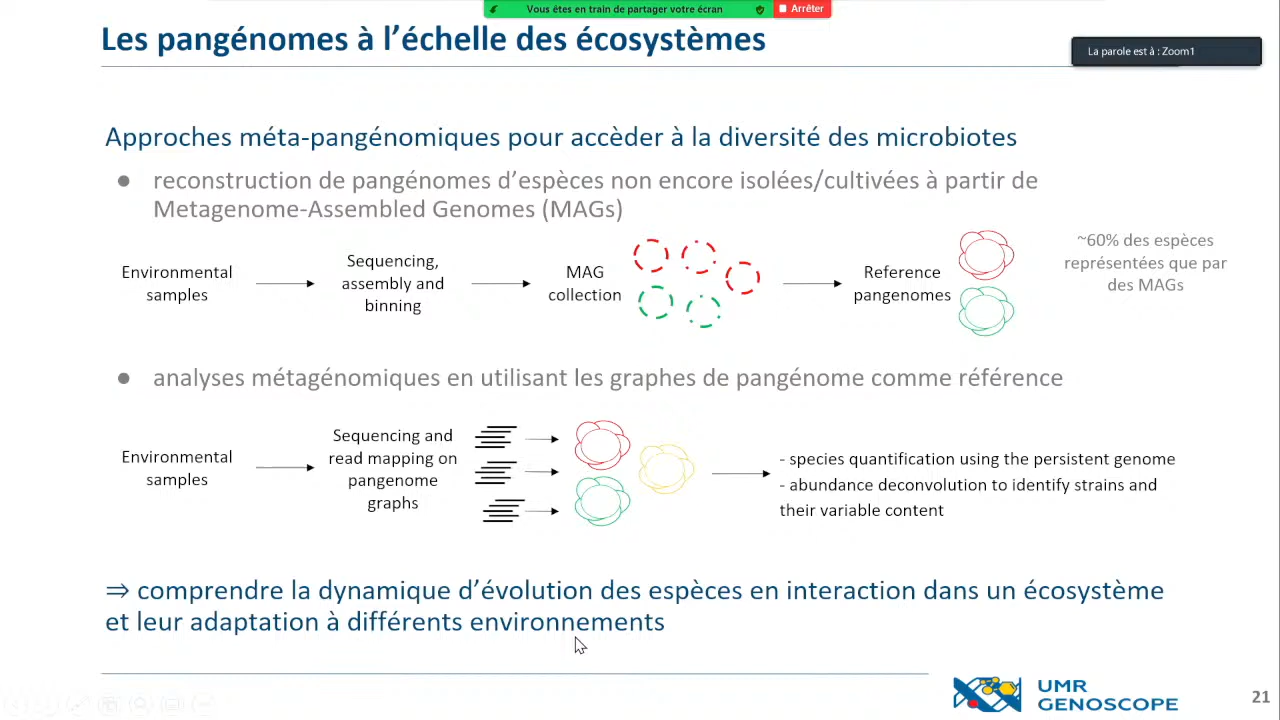 Vous êtes en train de partager votre écran
Arrêter
Les pangénomes à l'échelle des écosystèmes
La parole est à : Zoom1
Approches méta-pangénomiques pour accèder à la diversité des microbiotes
● reconstruction de pangénomes d'espèces non encore isolées/cultivées à partir de
Metagenome-Assembled Genomes (MAGs)
Environmental
samples
Sequencing,
assembly and
binning
MAG
collection
Reference
pangenomes
~60% des espèces
représentées que par
des MAGs
● analyses métagénomiques en utilisant les graphes de pangénome comme référence
Environmental
samples
Sequencing and
read mapping on
pangenome
graphs
- species quantification using the persistent genome
- abundance deconvolution to identify strains and
their variable content
⇒ comprendre la dynamique d'évolution des espèces en interaction dans un écosystème
et leur adaptation à différents environnements
UMR
GENOSCOPE
21